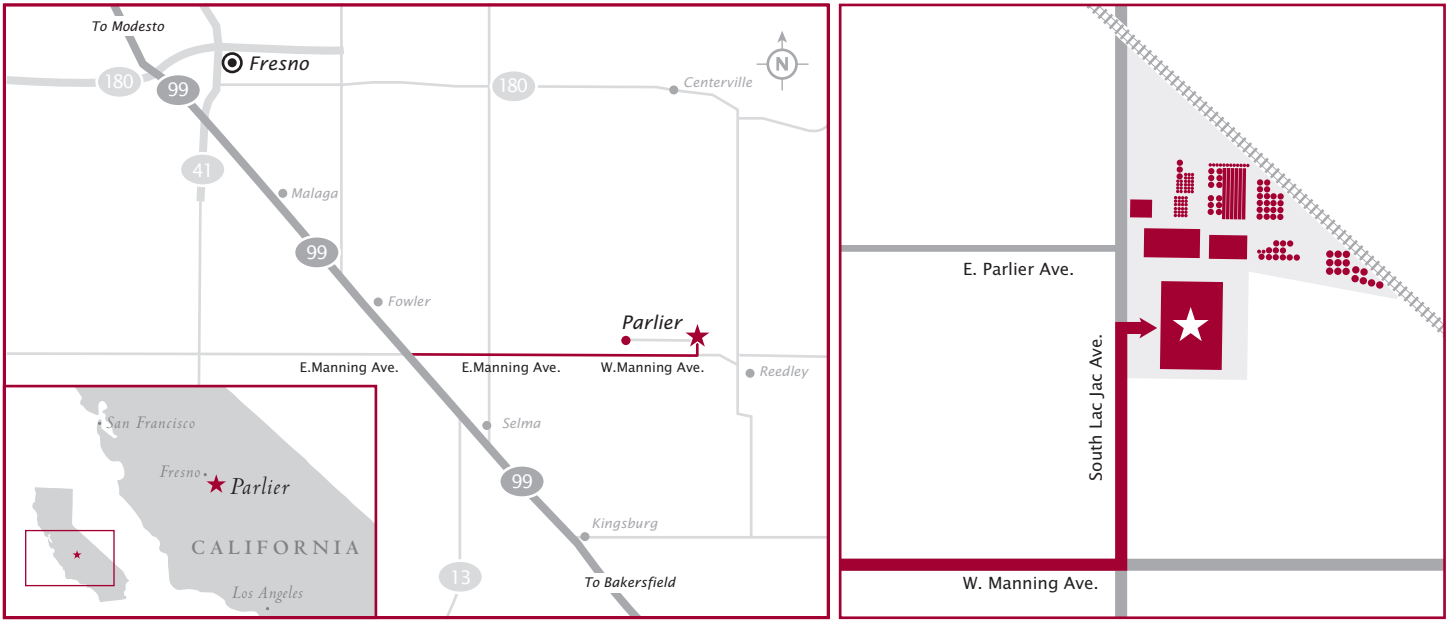 To Modesto
Fresno
N
180
99
180
Centerville
41
Malaga
99
Fowler
Parlier
E.Manning Ave.
E.Manning Ave.
W.Manning Ave.
Reedley
San Francisco
Selma
Fresno
Parlier
99
Kingsburg
CALIFORNIA
13
To Bakersfield
Los Angeles
E. Parlier Ave.
South Lac Jac Ave.
W. Manning Ave.